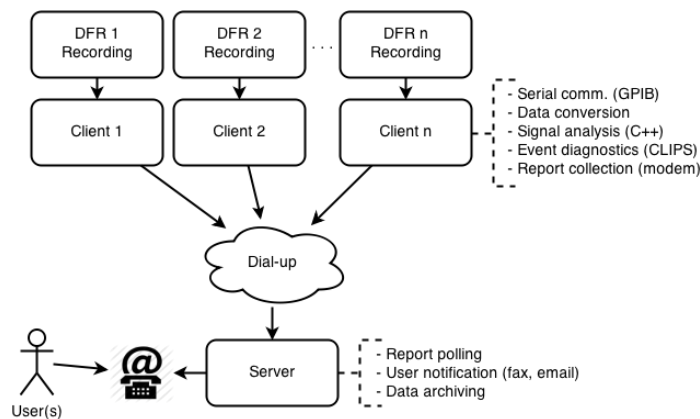 DFR 1
Recording
DFR 2
Recording
. . .
DFR n
Recording
Client 1
Client 2
Client n
- Serial comm. (GPIB)
- Data conversion
- Signal analysis (C++)
- Event diagnostics (CLIPS)
- Report collection (modem)
Dial-up
@
Server
- Report polling
- User notification (fax, email)
- Data archiving
User(s)